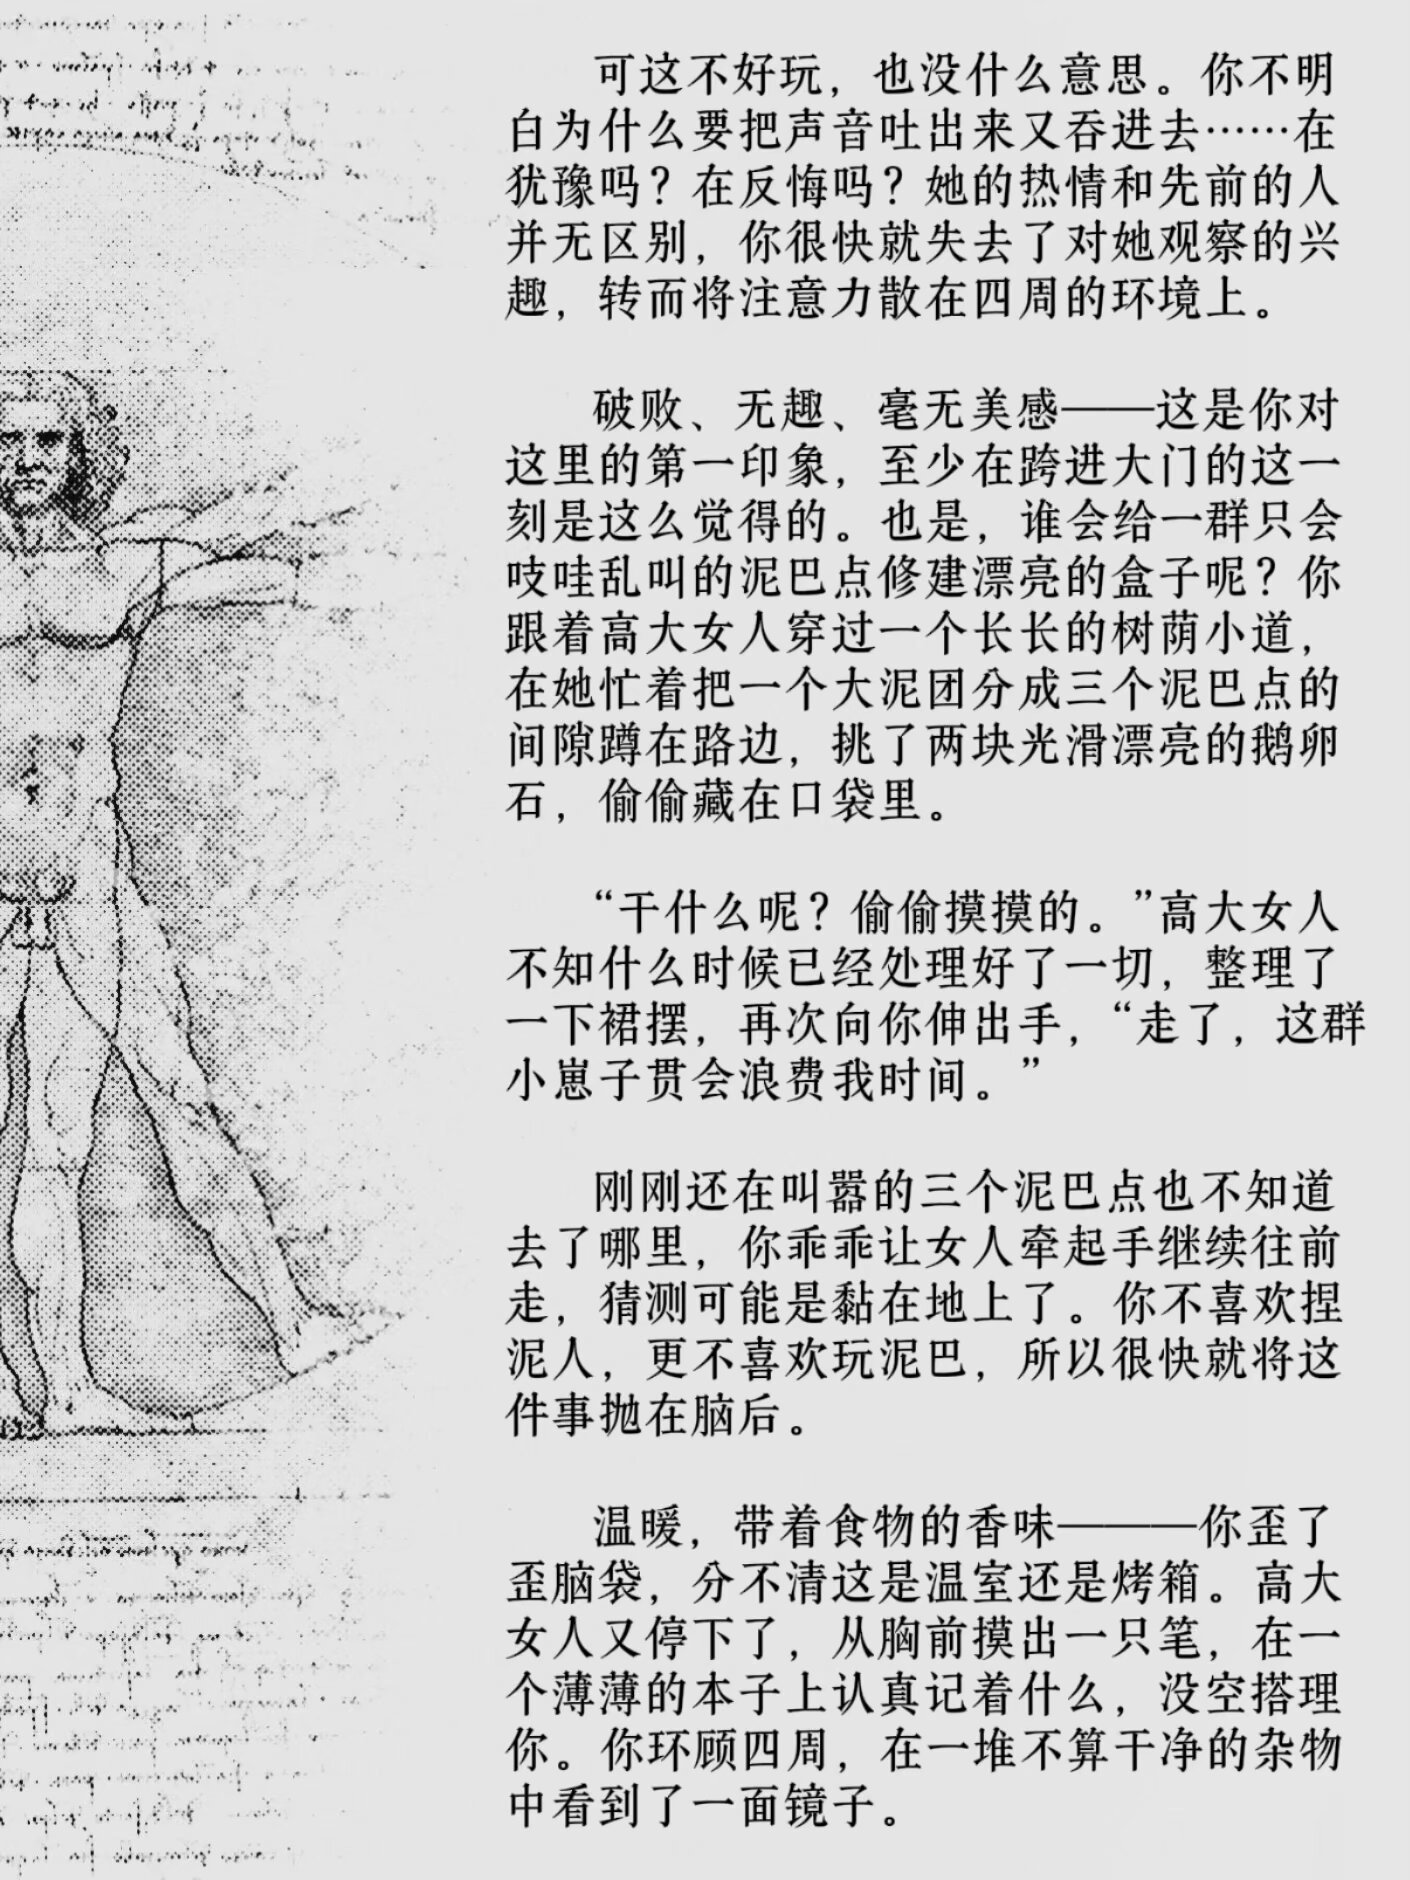 可这不好玩，也没什么意思。你不明
白为什么要把声音吐出来又吞进去……在
犹豫吗？在反悔吗？她的热情和先前的人
并无区别，你很快就失去了对她观察的兴
趣，转而将注意力散在四周的环境上。
破败、无趣、毫无美感——这是你对
这里的第一印象，至少在跨进大门的这一
刻是这么觉得的。也是，谁会给一群只会
吱哇乱叫的泥巴点修建漂亮的盒子呢？你
跟着高大女人穿过一个长长的树荫小道，
在她忙着把一个大泥团分成三个泥巴点的
间隙蹲在路边，挑了两块光滑漂亮的鹅卵
石，偷偷藏在口袋里。
“干什么呢？偷偷摸摸的。”高大女人
不知什么时候已经处理好了一切，整理了
一下裙摆，再次向你伸出手，“走了，这群
小崽子贯会浪费我时间。”
刚刚还在叫嚣的三个泥巴点也不知道
去了哪里，你乖乖让女人牵起手继续往前
走，猜测可能是黏在地上了。你不喜欢捏
泥人，更不喜欢玩泥巴，所以很快就将这
件事抛在脑后。
温暖，带着食物的香味———你歪了
歪脑袋，分不清这是温室还是烤箱。高大
女人又停下了，从胸前摸出一只笔，在一
个薄薄的本子上认真记着什么，没空搭理
你。你环顾四周，在一堆不算干净的杂物
中看到了一面镜子。